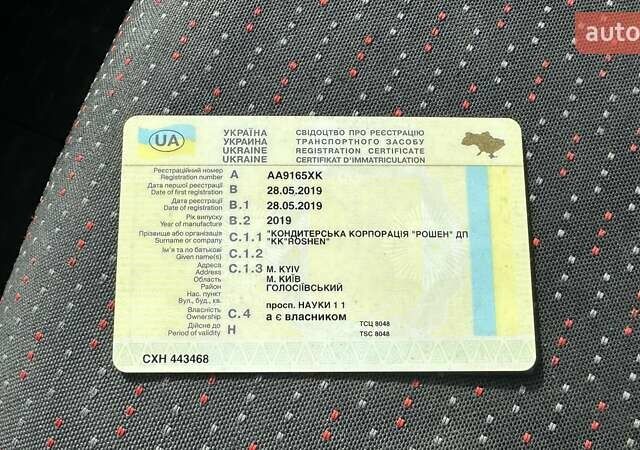 auto
UA
УКРАЇНА
УКРАИНА
UKRAINE
UKRAINE
СВІДОЦТВО ПРО РЕЄСТРАЦІЮ
ТРАНСПОРТНОГО ЗАСОБУ
REGISTRATION CERTIFICATE
CERTIFICAT D'IMMATRICULATION
Реєстраційний номер
Registration number A AA9165XK
Дата першої реєстрації
Date of first registration B 28.05.2019
Дата реєстрації
Date of registration B.1 28.05.2019
Рік випуску
Year of manufacture B.2 2019
Прізвище або організація
Surname or company C.1.1 "КОНДИТЕРСЬКА КОРПОРАЦІЯ "РОШЕН" ДП
"KK"ROSHEN"
Ім'я та по батькові
Given name(s) C.1.2
Адреса
Address C.1.3 M. KYIV
Область М. КИЇВ
Район ГОЛОСІЇВСЬКИЙ
Нас. пункт
Вул., буд., кв. просп. НАУКИ 1 1
Власність
Ownership C.4 а є власником
Дійсне до
Period of validity H
ТСЦ 8048
TSC 8048
CXH 443468